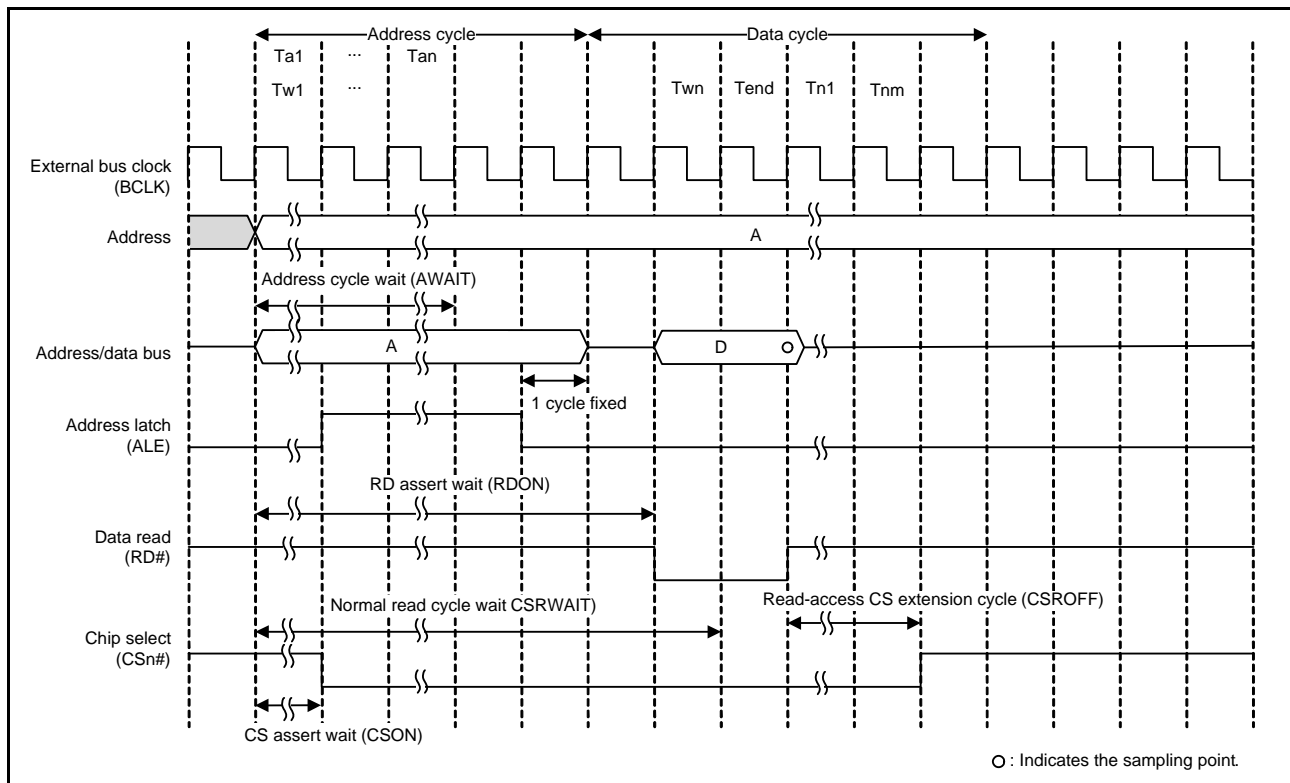 Address cycle
Data cycle
Ta1
...
Tan
Tw1
...
Twn
Tend
Tn1
Tnm
External bus clock
(BCLK)
Address
A
Address cycle wait (AWAIT)
Address/data bus
A
D
1 cycle fixed
Address latch
(ALE)
RD assert wait (RDON)
Data read
(RD#)
Normal read cycle wait CSRWAIT)
Read-access CS extension cycle (CSROFF)
Chip select
(CSn#)
CS assert wait (CSON)
: Indicates the sampling point.